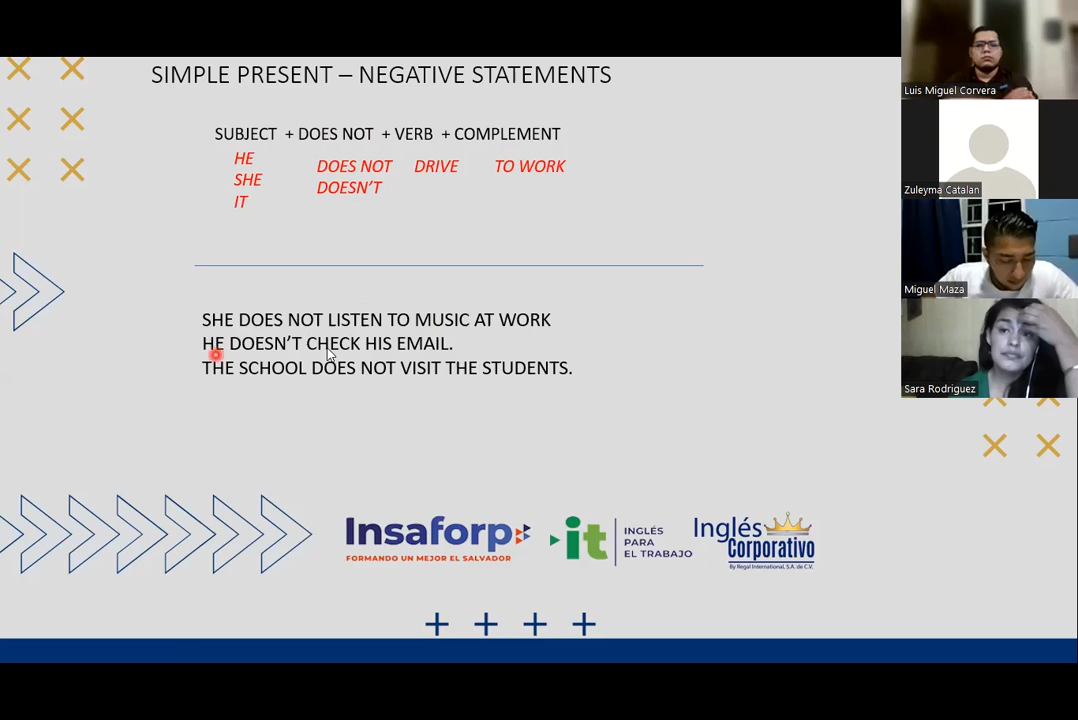 SIMPLE PRESENT – NEGATIVE STATEMENTS
SUBJECT + DOES NOT + VERB + COMPLEMENT
HE
SHE
IT
DOES NOT DRIVE TO WORK
DOESN'T
SHE DOES NOT LISTEN TO MUSIC AT WORK
HE DOESN'T CHECK HIS EMAIL.
THE SCHOOL DOES NOT VISIT THE STUDENTS.
Insaforp
FORMANDO UN MEJOR EL SALVADOR
it
INGLÉS
PARA
EL TRABAJO
Inglés
Corporativo
By Regal International, S.A. de C.V.
Luis Miguel Corvera
Zuleyma Catalan
Miguel Maza
Sara Rodriguez